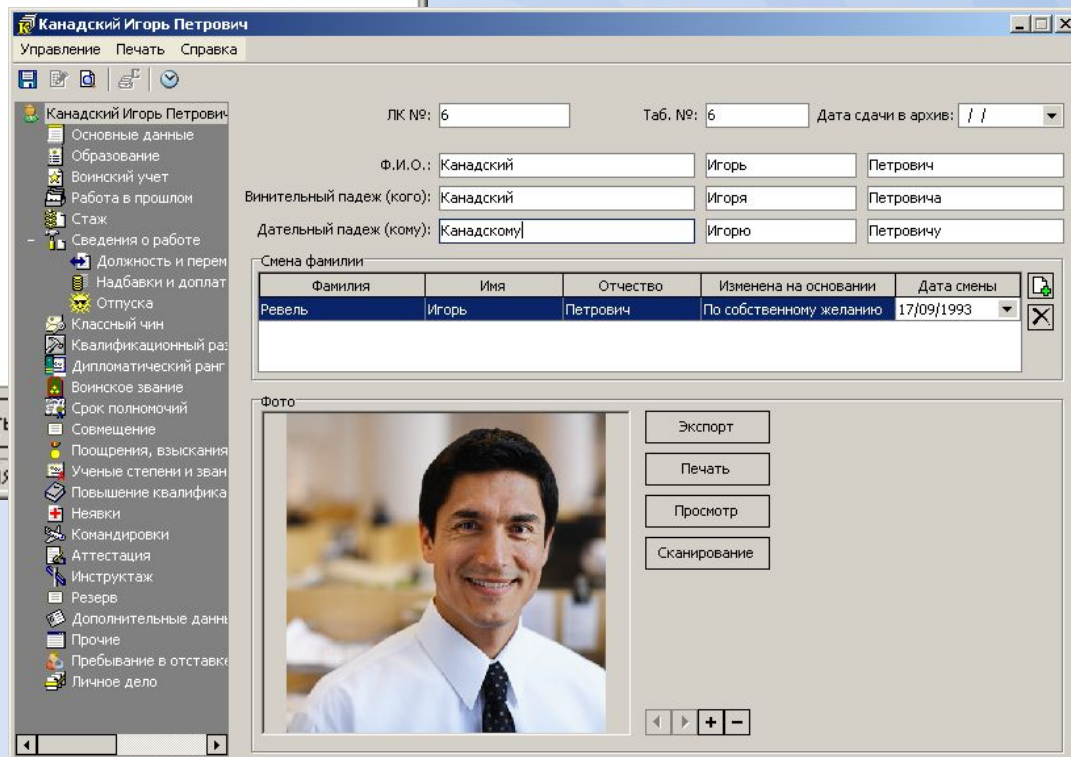 Канадский Игорь Петрович
Управление Печать Справка
Канадский Игорь Петрович
Основные данные
Образование
Воинский учет
Работа в прошлом
Стаж
Сведения о работе
Должность и перем
Надбавки и доплат
Отпуска
Классный чин
Квалификационный раз
Дипломатический ранг
Воинское звание
Срок полномочий
Совмещение
Поощрения, взыскания
Ученые степени и зван
Повышение квалифика
Неявки
Командировки
Аттестация
Инструктаж
Резерв
Дополнительные данны
Прочие
Пребывание в отставке
Личное дело
ЛК №: 6 Таб. №: 6 Дата сдачи в архив: / /
Ф.И.О.: Канадский Игорь Петрович
Винительный падеж (кого): Канадский Игоря Петровича
Дательный падеж (кому): Канадскому Игорю Петровичу
Смена фамилии
Фамилия Имя Отчество Изменена на основании Дата смены
Ревель Игорь Петрович По собственному желанию 17/09/1993
Фото
Экспорт
Печать
Просмотр
Сканирование